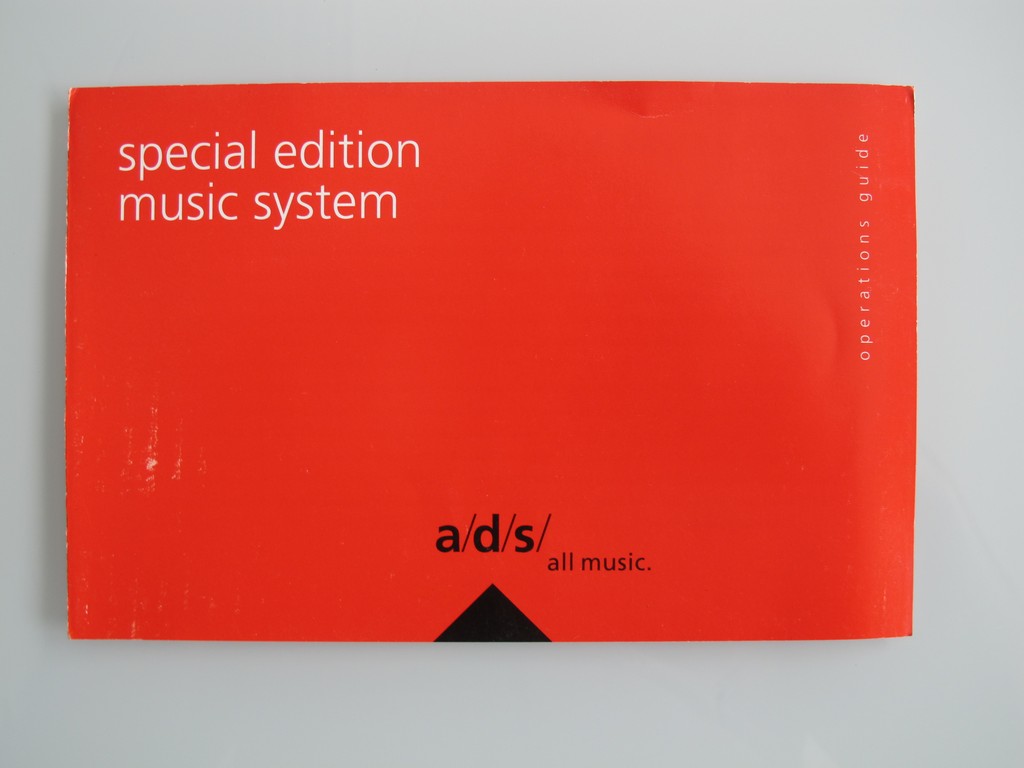 special edition
music system
operations guide
a/d/s/
all music.